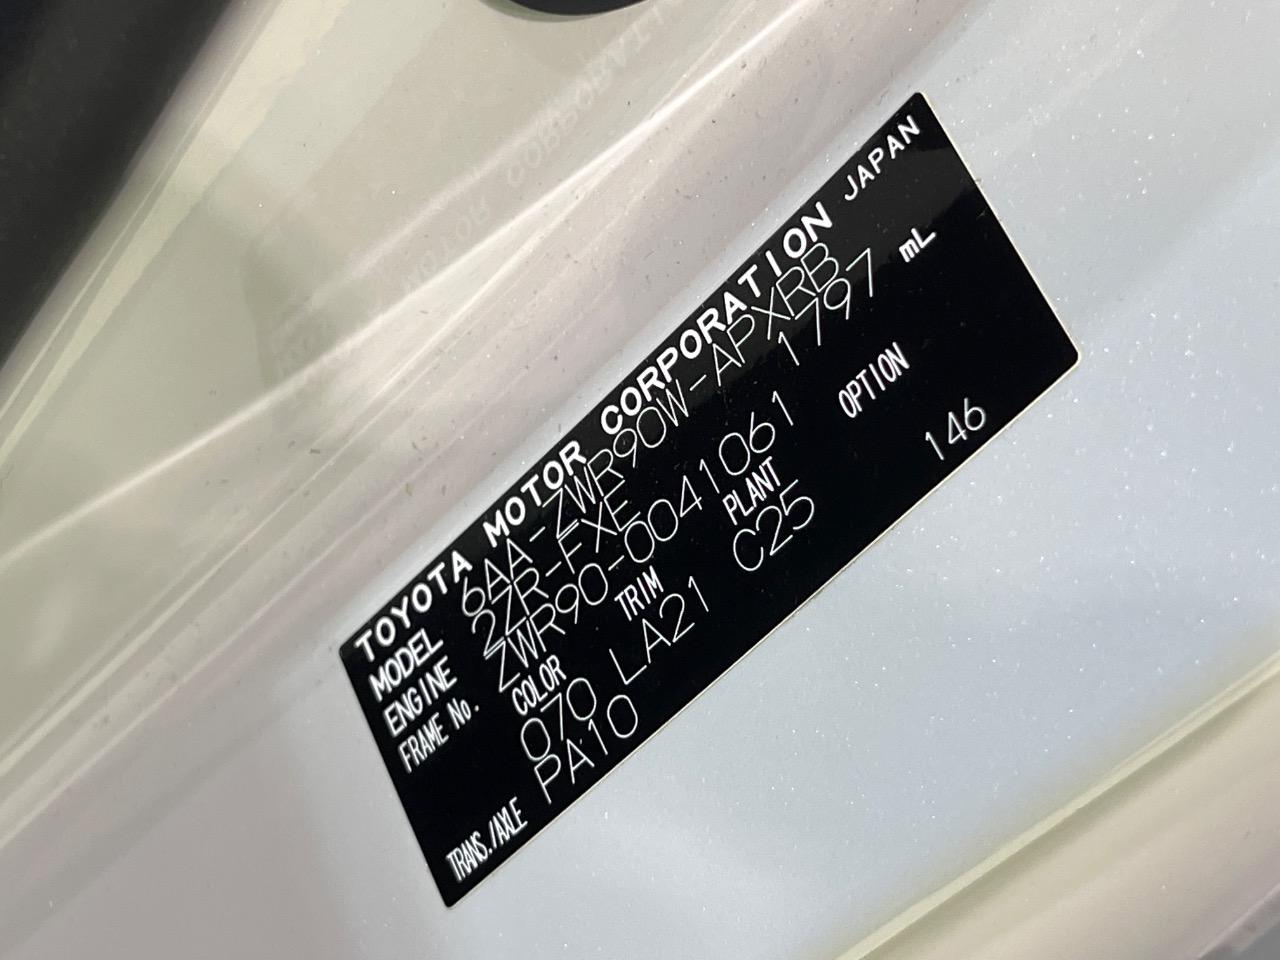 TOYOTA MOTOR CORPORATION JAPAN
MODEL 6AA-ZWR90W-APXRB
ENGINE 2ZR-FXE 1797 mL
FRAME No. ZWR90-0041061
COLOR TRIM PLANT OPTION
070 LA21 C25 146
TRANS./AXLE PA10